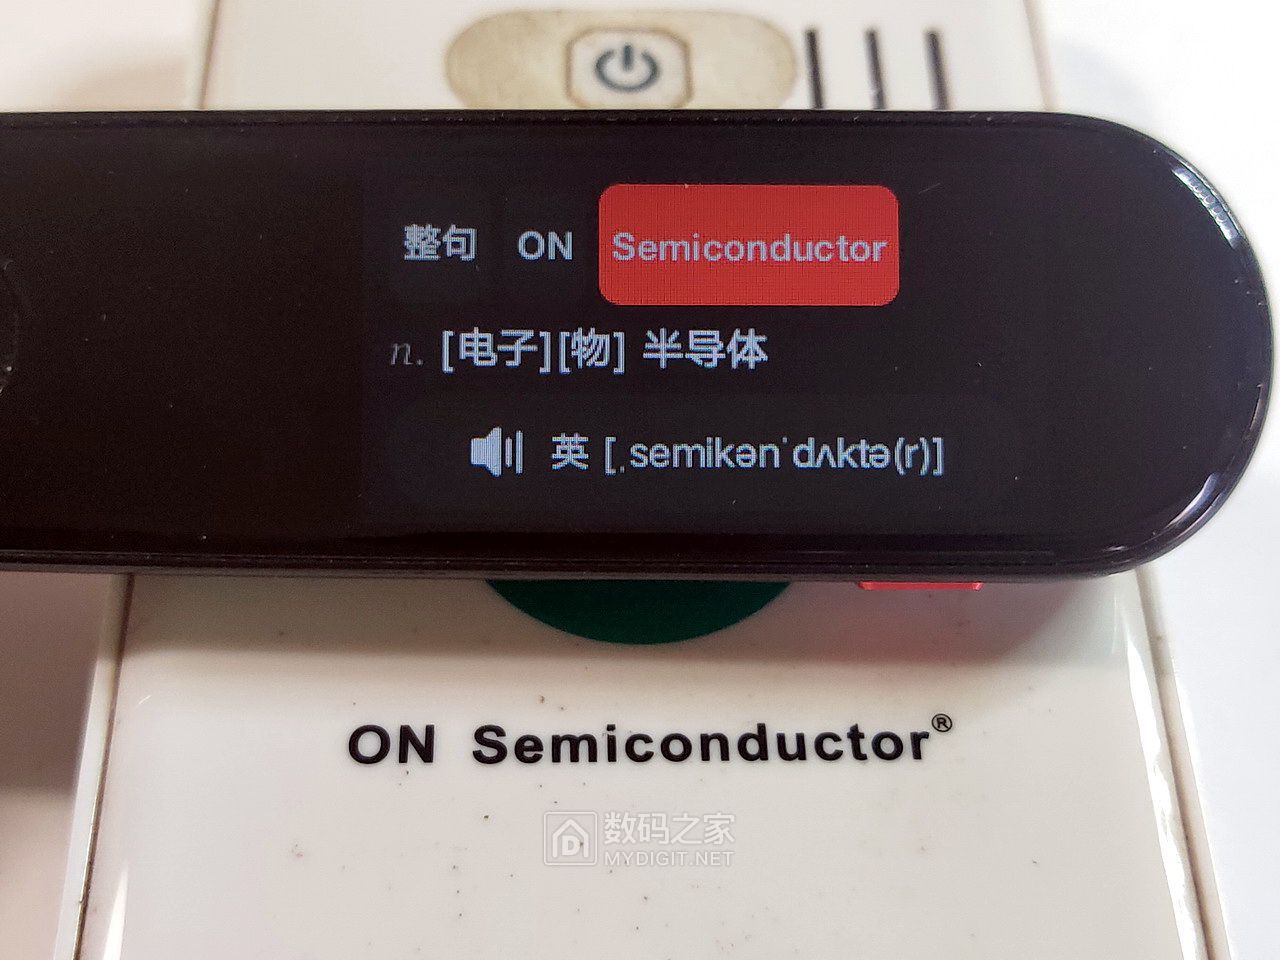 整句 ON Semiconductor
n. [电子][物] 半导体
英 [ˌsemikənˈdʌktə(r)]
ON Semiconductor®
数码之家
MYDIGIT.NET